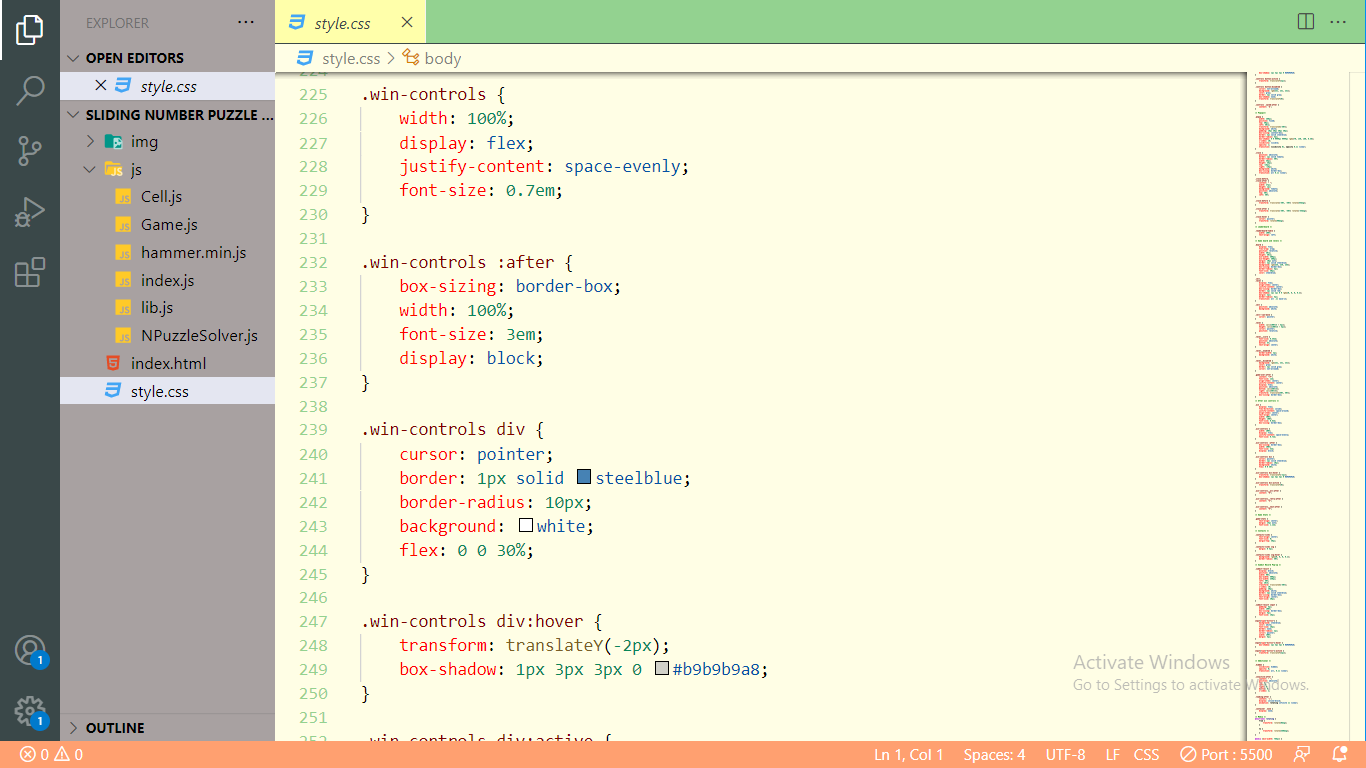 EXPLORER
OPEN EDITORS
style.css
SLIDING NUMBER PUZZLE ...
img
js
Cell.js
Game.js
hammer.min.js
index.js
lib.js
NPuzzleSolver.js
index.html
style.css
OUTLINE
1
1
style.css
style.css > body
225 .win-controls {
226 width: 100%;
227 display: flex;
228 justify-content: space-evenly;
229 font-size: 0.7em;
230 }
231
232 .win-controls :after {
233 box-sizing: border-box;
234 width: 100%;
235 font-size: 3em;
236 display: block;
237 }
238
239 .win-controls div {
240 cursor: pointer;
241 border: 1px solid steelblue;
242 border-radius: 10px;
243 background: white;
244 flex: 0 0 30%;
245 }
246
247 .win-controls div:hover {
248 transform: translateY(-2px);
249 box-shadow: 1px 3px 3px 0 #b9b9b9a8;
250 }
251
252 .win-controls div:active {
Activate Windows
Go to Settings to activate Windows.
0 0
Ln 1, Col 1 Spaces: 4 UTF-8 LF CSS Port : 5500